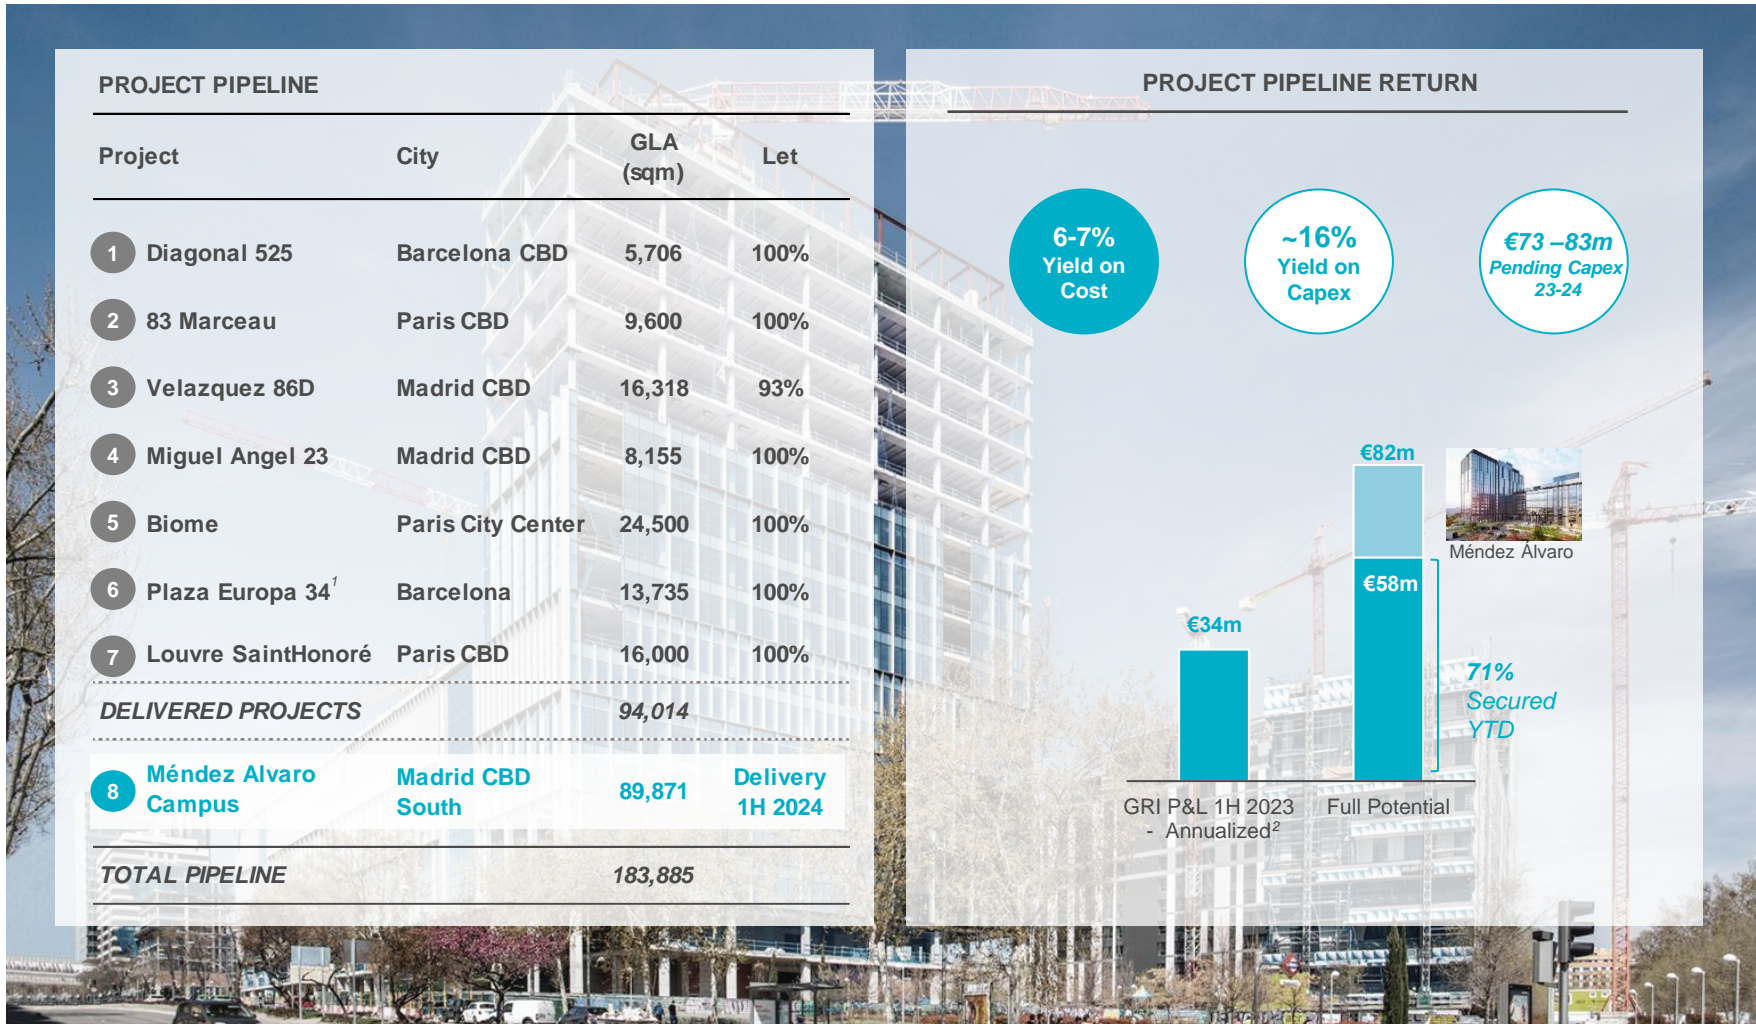 PROJECT PIPELINE
Project City GLA (sqm) Let
1 Diagonal 525 Barcelona CBD 5,706 100%
2 83 Marceau Paris CBD 9,600 100%
3 Velazquez 86D Madrid CBD 16,318 93%
4 Miguel Angel 23 Madrid CBD 8,155 100%
5 Biome Paris City Center 24,500 100%
6 Plaza Europa 34¹ Barcelona 13,735 100%
7 Louvre SaintHonoré Paris CBD 16,000 100%
DELIVERED PROJECTS 94,014
8 Méndez Alvaro Campus Madrid CBD South 89,871 Delivery 1H 2024
TOTAL PIPELINE 183,885
PROJECT PIPELINE RETURN
6-7%
Yield on
Cost
~16%
Yield on
Capex
€73 –83m
Pending Capex
23-24
€82m
Méndez Álvaro
€58m
€34m
71%
Secured
YTD
GRI P&L 1H 2023
- Annualized²
Full Potential